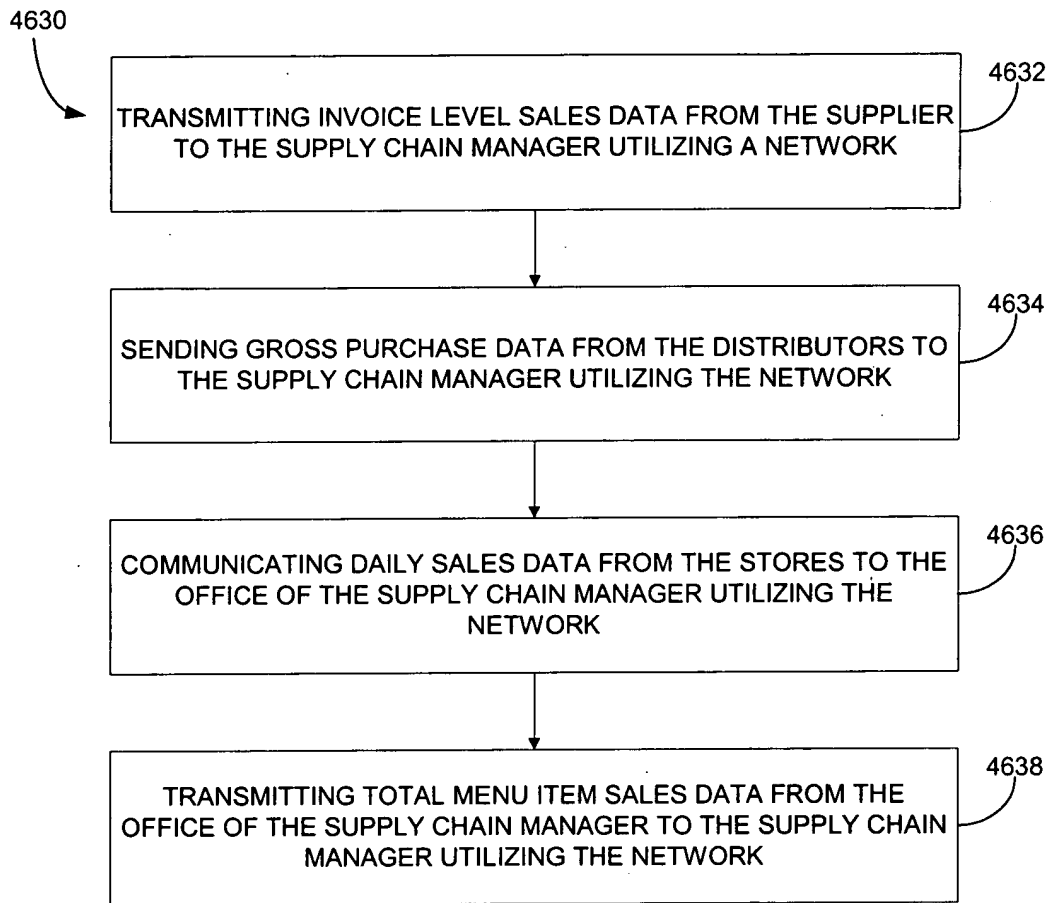 4630
4632
TRANSMITTING INVOICE LEVEL SALES DATA FROM THE SUPPLIER
TO THE SUPPLY CHAIN MANAGER UTILIZING A NETWORK
4634
SENDING GROSS PURCHASE DATA FROM THE DISTRIBUTORS TO
THE SUPPLY CHAIN MANAGER UTILIZING THE NETWORK
4636
COMMUNICATING DAILY SALES DATA FROM THE STORES TO THE
OFFICE OF THE SUPPLY CHAIN MANAGER UTILIZING THE
NETWORK
4638
TRANSMITTING TOTAL MENU ITEM SALES DATA FROM THE
OFFICE OF THE SUPPLY CHAIN MANAGER TO THE SUPPLY CHAIN
MANAGER UTILIZING THE NETWORK